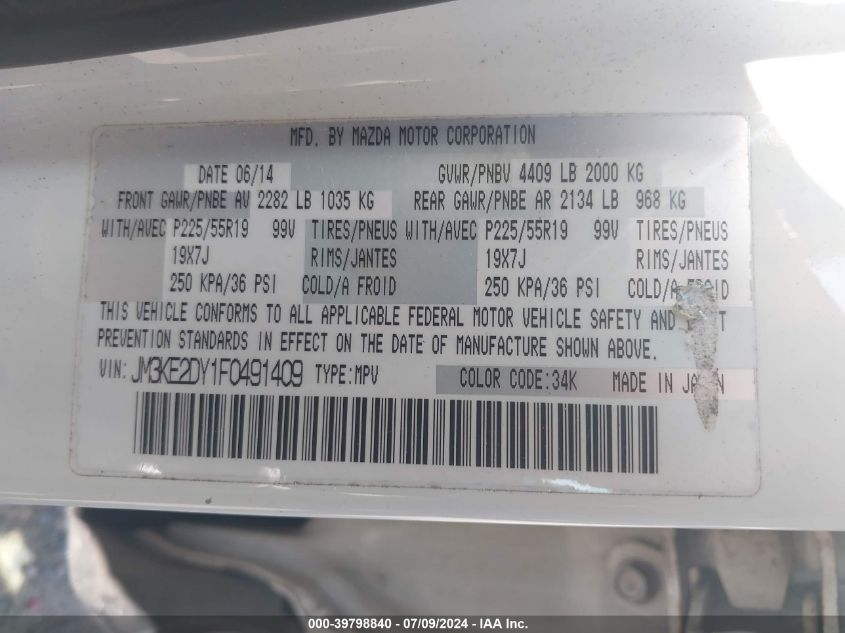 MFD. BY MAZDA MOTOR CORPORATION
DATE 06/14 GVWR/PNBV 4409 LB 2000 KG
FRONT GAWR/PNBE AV 2282 LB 1035 KG REAR GAWR/PNBE AR 2134 LB 968 KG
WITH/AVEC P225/55R19 99V TIRES/PNEUS WITH/AVEC P225/55R19 99V TIRES/PNEUS
19X7J RIMS/JANTES 19X7J RIMS/JANTES
250 KPA/36 PSI COLD/A FROID 250 KPA/36 PSI COLD/A FROID
THIS VEHICLE CONFORMS TO ALL APPLICABLE FEDERAL MOTOR VEHICLE SAFETY AND
PREVENTION STANDARDS IN EFFECT ON THE DATE OF MANUFACTURE SHOWN ABOVE.
VIN: JM3KE2DY1F0491409 TYPE:MPV COLOR CODE:34K MADE IN JAPAN
000-39798840 - 07/09/2024 - IAA Inc.